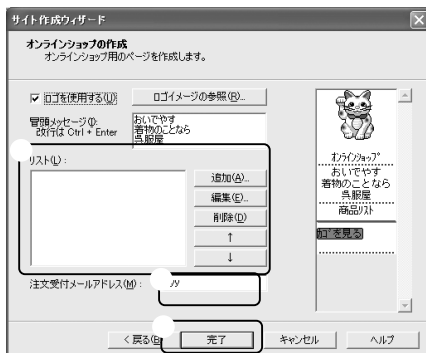 サイト作成ウィザード
オンラインショップの作成
オンラインショップ用のページを作成します。
ロゴを使用する(U)
ロゴイメージの参照(R)...
冒頭メッセージ(I):
改行は Ctrl + Enter
おいでやす
着物のことなら
呉服屋
リスト(L):
追加(A)...
編集(E)...
削除(D)
↑
↓
注文受付メールアドレス(M):
オンラインショップ
おいでやす
着物のことなら
呉服屋
商品リスト
カゴを見る
< 戻る(B)
完了
キャンセル
ヘルプ